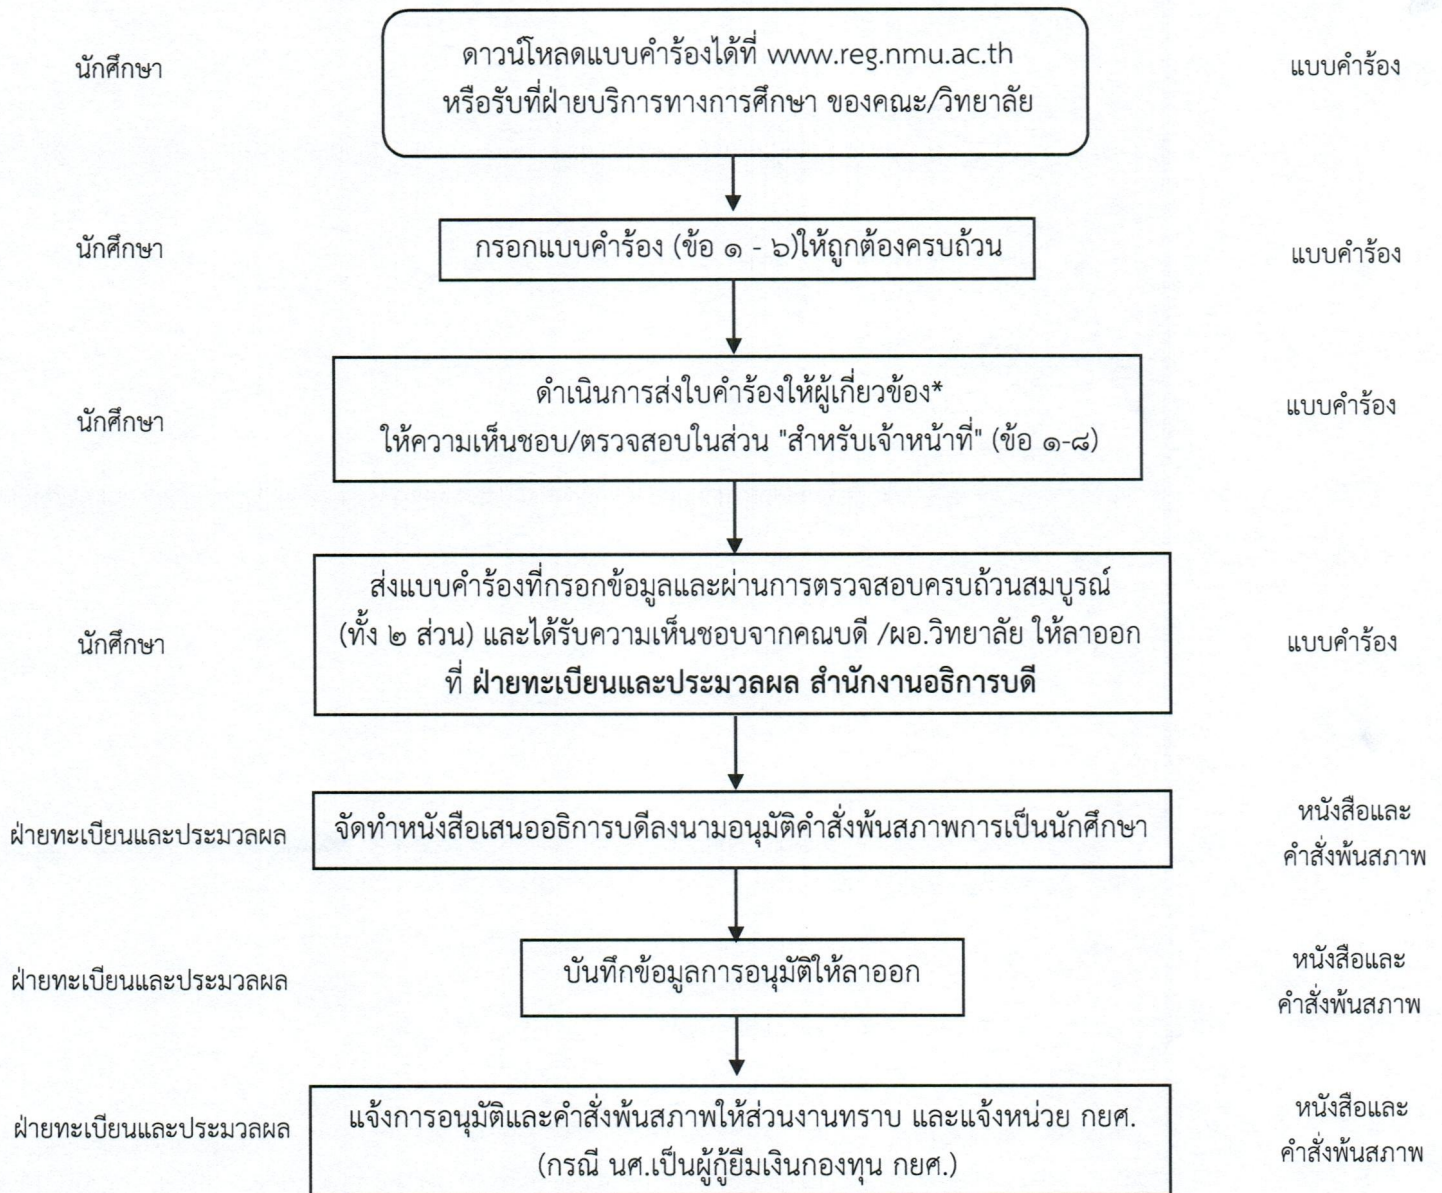 นักศึกษา
ดาวน์โหลดแบบคำร้องได้ที่ www.reg.nmu.ac.th
หรือรับที่ฝ่ายบริการทางการศึกษา ของคณะ/วิทยาลัย
แบบคำร้อง
นักศึกษา
กรอกแบบคำร้อง (ข้อ ๑ - ๖)ให้ถูกต้องครบถ้วน
แบบคำร้อง
นักศึกษา
ดำเนินการส่งใบคำร้องให้ผู้เกี่ยวข้อง*
ให้ความเห็นชอบ/ตรวจสอบในส่วน "สำหรับเจ้าหน้าที่" (ข้อ ๑-๘)
แบบคำร้อง
นักศึกษา
ส่งแบบคำร้องที่กรอกข้อมูลและผ่านการตรวจสอบครบถ้วนสมบูรณ์
(ทั้ง ๒ ส่วน) และได้รับความเห็นชอบจากคณบดี /ผอ.วิทยาลัย ให้ลาออก
ที่ ฝ่ายทะเบียนและประมวลผล สำนักงานอธิการบดี
แบบคำร้อง
ฝ่ายทะเบียนและประมวลผล
จัดทำหนังสือเสนออธิการบดีลงนามอนุมัติคำสั่งพ้นสภาพการเป็นนักศึกษา
หนังสือและ
คำสั่งพ้นสภาพ
ฝ่ายทะเบียนและประมวลผล
บันทึกข้อมูลการอนุมัติให้ลาออก
หนังสือและ
คำสั่งพ้นสภาพ
ฝ่ายทะเบียนและประมวลผล
แจ้งการอนุมัติและคำสั่งพ้นสภาพให้ส่วนงานทราบ และแจ้งหน่วย กยศ.
(กรณี นศ.เป็นผู้กู้ยืมเงินกองทุน กยศ.)
หนังสือและ
คำสั่งพ้นสภาพ